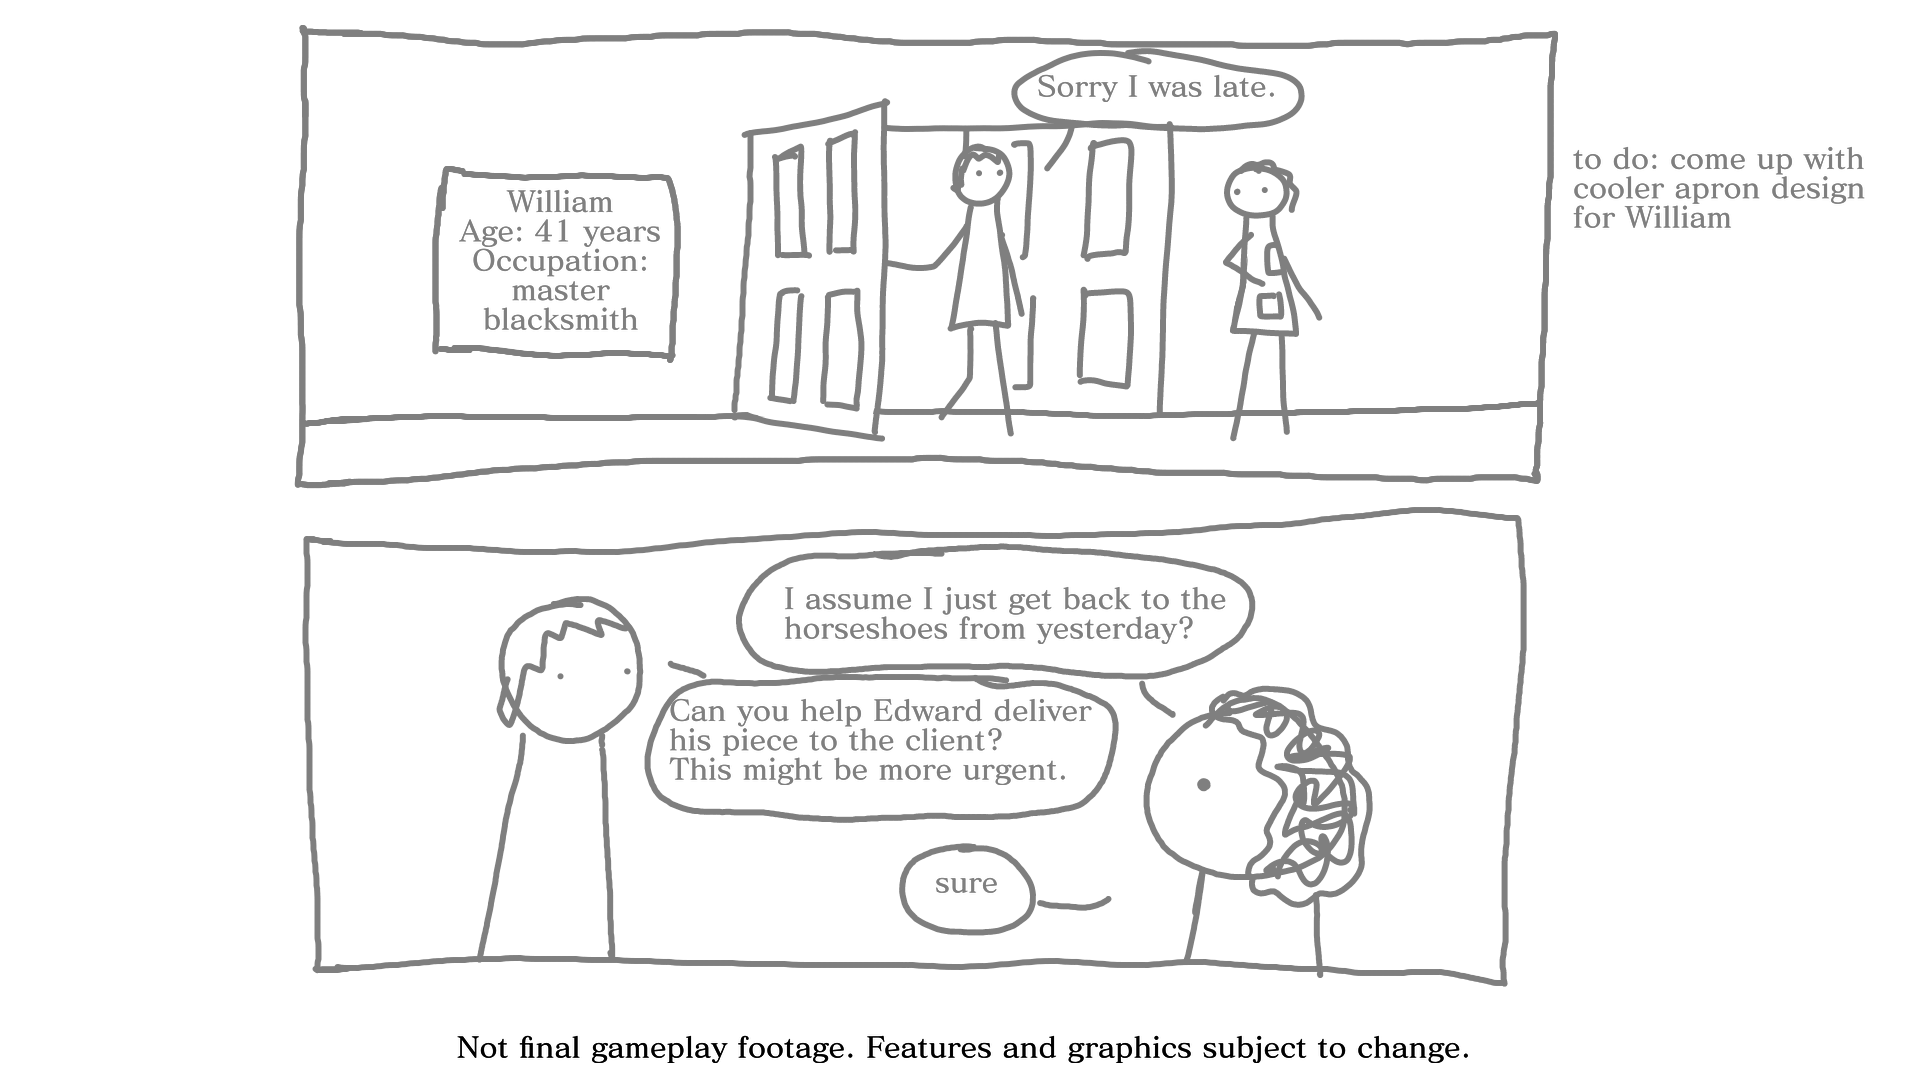 Sorry I was late.
William
Age: 41 years
Occupation:
master
blacksmith
to do: come up with
cooler apron design
for William
I assume I just get back to the
horseshoes from yesterday?
Can you help Edward deliver
his piece to the client?
This might be more urgent.
sure
Not final gameplay footage. Features and graphics subject to change.